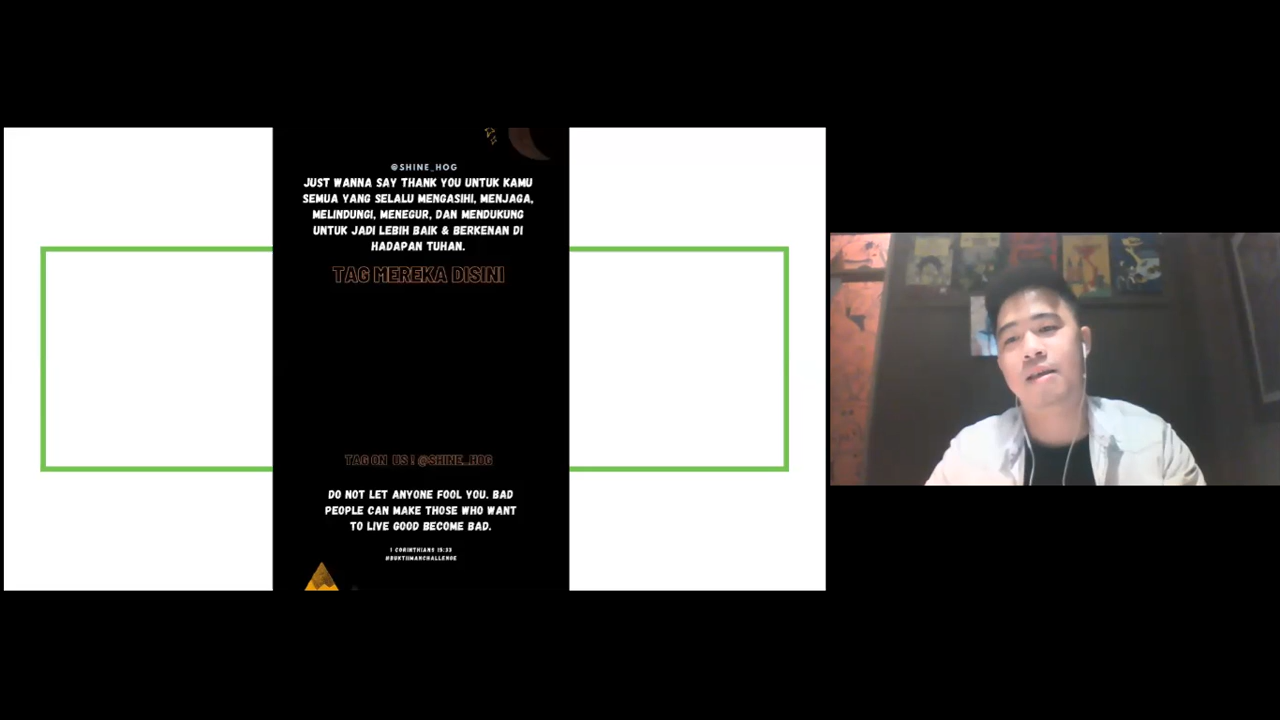 @SHINE_HOG
JUST WANNA SAY THANK YOU UNTUK KAMU
SEMUA YANG SELALU MENGASIHI, MENJAGA,
MELINDUNGI, MENEGUR, DAN MENDUKUNG
UNTUK JADI LEBIH BAIK & BERKENAN DI
HADAPAN TUHAN.
TAG MEREKA DISINI
TAG ON US! @SHINE_HOG
DO NOT LET ANYONE FOOL YOU. BAD
PEOPLE CAN MAKE THOSE WHO WANT
TO LIVE GOOD BECOME BAD.
1 CORINTHIANS 15:33
#BUKTIIMANCHALLENGE